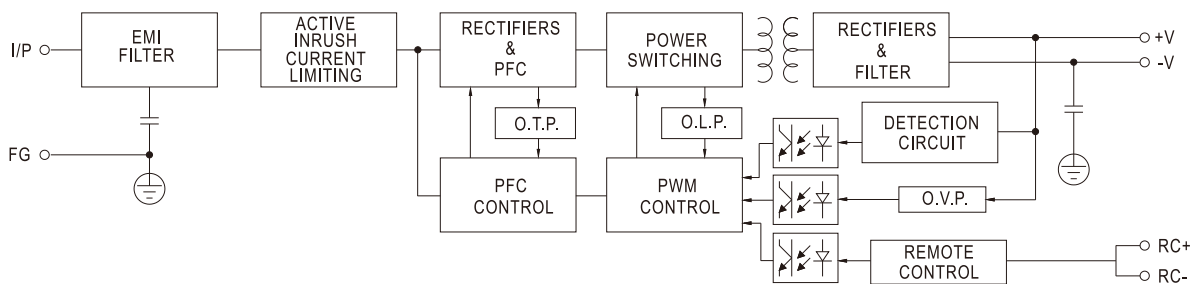 I/P
EMI
FILTER
ACTIVE
INRUSH
CURRENT
LIMITING
RECTIFIERS
&
PFC
POWER
SWITCHING
RECTIFIERS
&
FILTER
+V
-V
O.T.P.
O.L.P.
DETECTION
CIRCUIT
FG
PFC
CONTROL
PWM
CONTROL
O.V.P.
REMOTE
CONTROL
RC+
RC-